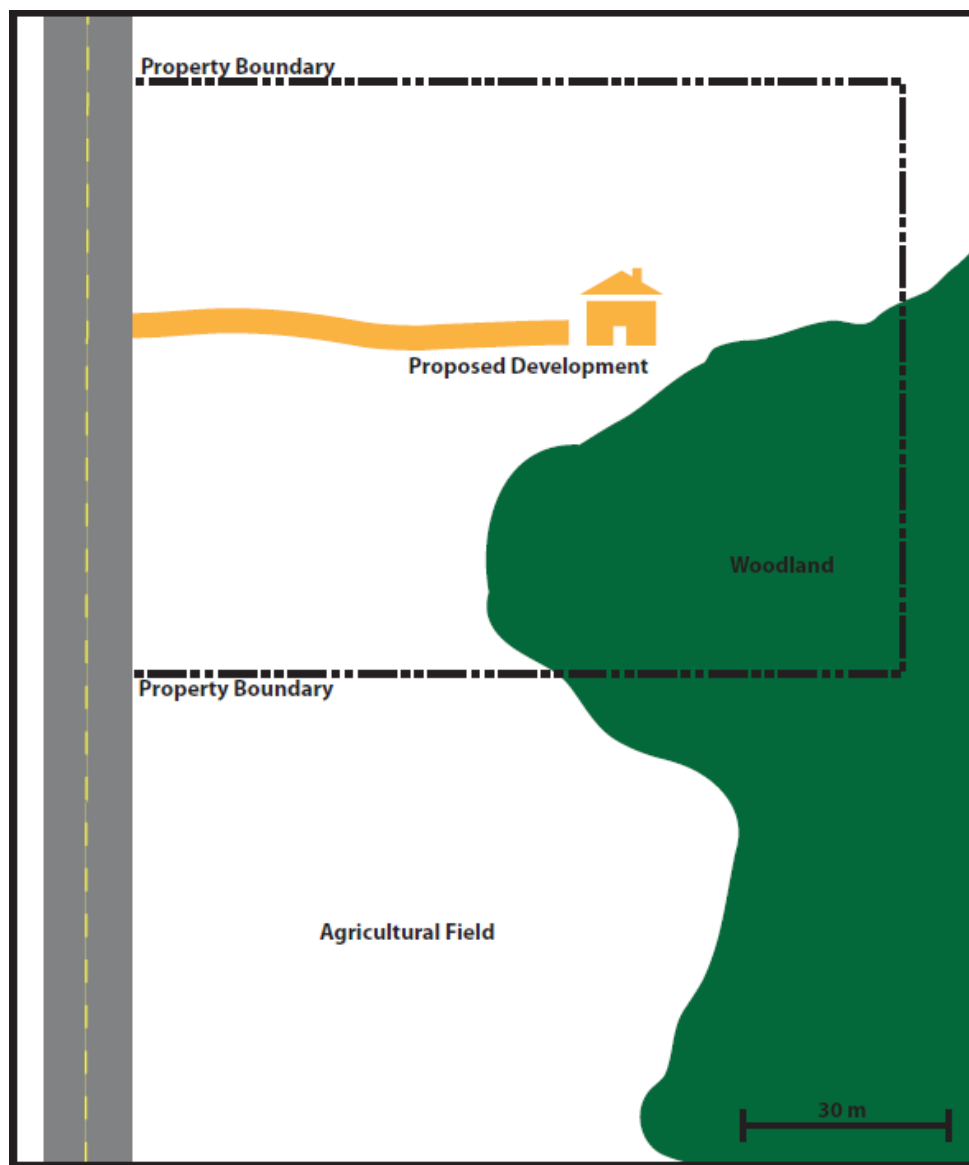 Property Boundary
Proposed Development
Woodland
Property Boundary
Agricultural Field
30 m